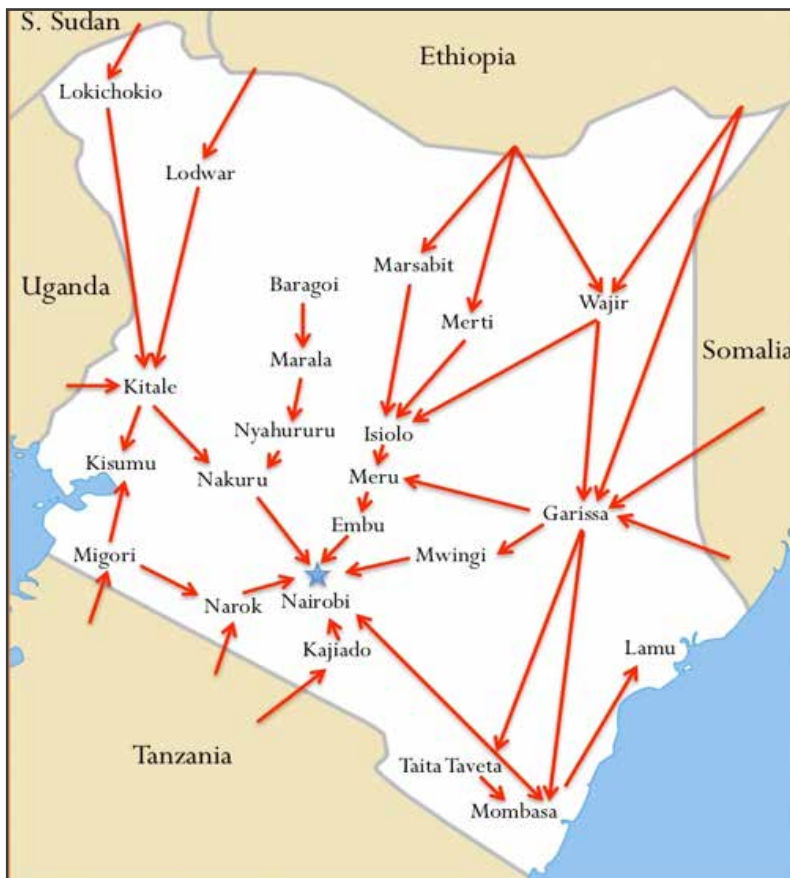 S. Sudan
Ethiopia
Lokichokio
Lodwar
Marsabit
Uganda
Baragoi
Wajir
Merti
Somalia
Marala
Kitale
Nyahururu
Isiolo
Kisumu
Nakuru
Meru
Garissa
Embu
Migori
Mwingi
Narok
Nairobi
Kajiado
Lamu
Tanzania
Taita Taveta
Mombasa